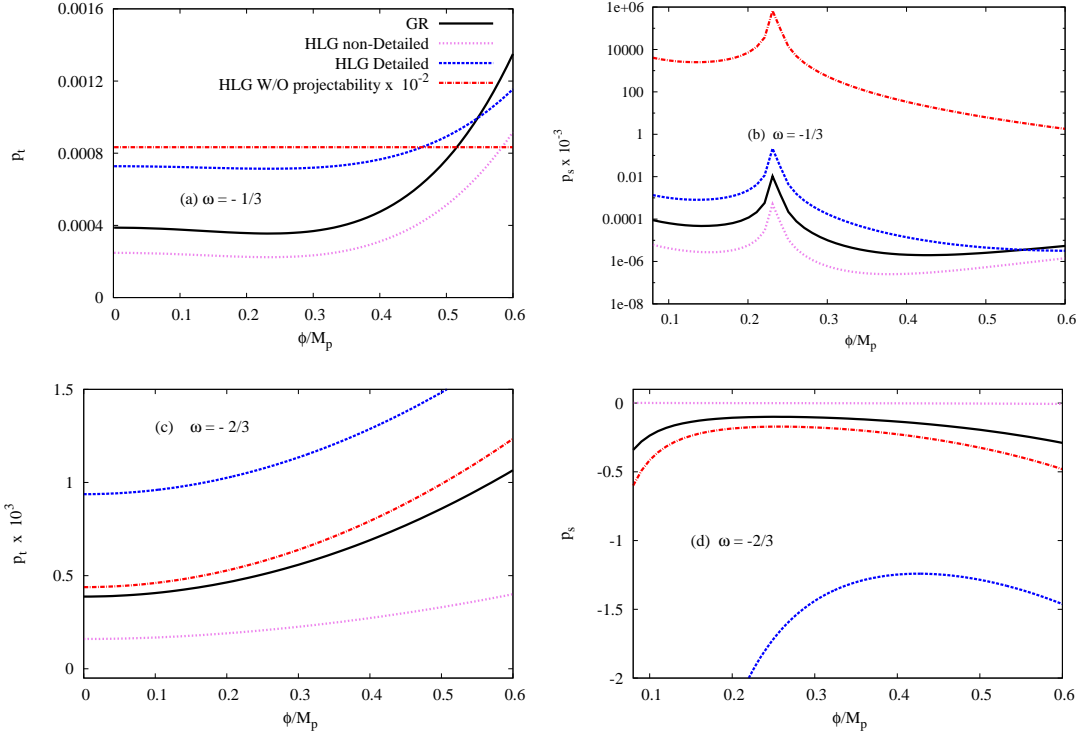 0.0016
0.0012
0.0008
0.0004
0
p_t
GR
HLG non-Detailed
HLG Detailed
HLG W/O projectability x 10^-2
(a) ω = - 1/3
0 0.1 0.2 0.3 0.4 0.5 0.6
ϕ/M_p
1e+06
10000
100
1
0.01
0.0001
1e-06
1e-08
p_s x 10^-3
(b) ω = -1/3
0.1 0.2 0.3 0.4 0.5 0.6
ϕ/M_p
1.5
1
0.5
0
p_t x 10^3
(c) ω = - 2/3
0 0.1 0.2 0.3 0.4 0.5 0.6
ϕ/M_p
0
-0.5
-1
-1.5
-2
p_s
(d) ω = -2/3
0.1 0.2 0.3 0.4 0.5 0.6
ϕ/M_p